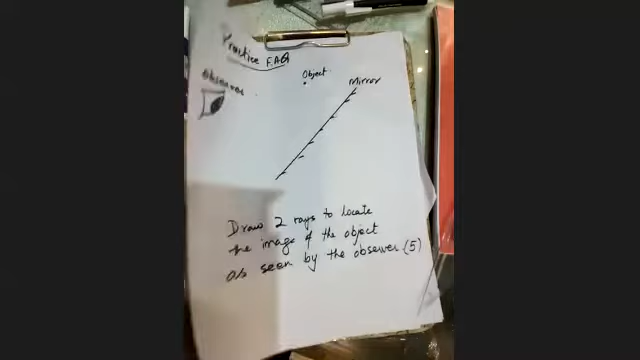 Practice F.A.Q
Object
Observer
Mirror
Draw 2 rays to locate
the image of the object
as seen by the observer. (5)